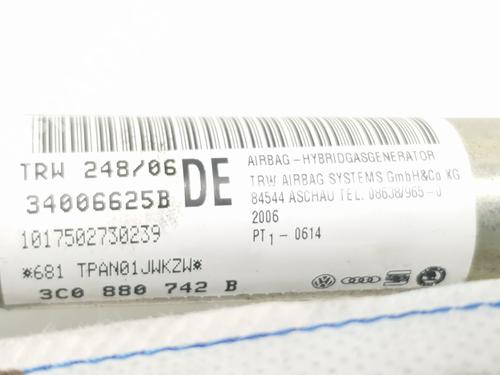 TRW 248/06
34006625B
DE
1017502730239
*681 TPAN01JWKZW*
3C0 880 742 B
AIRBAG-HYBRIDGASGENERATOR
TRW AIRBAG SYSTEMS GmbH&Co KG
84544 ASCHAU TEL. 08638/965-0
2006
PT1-0614